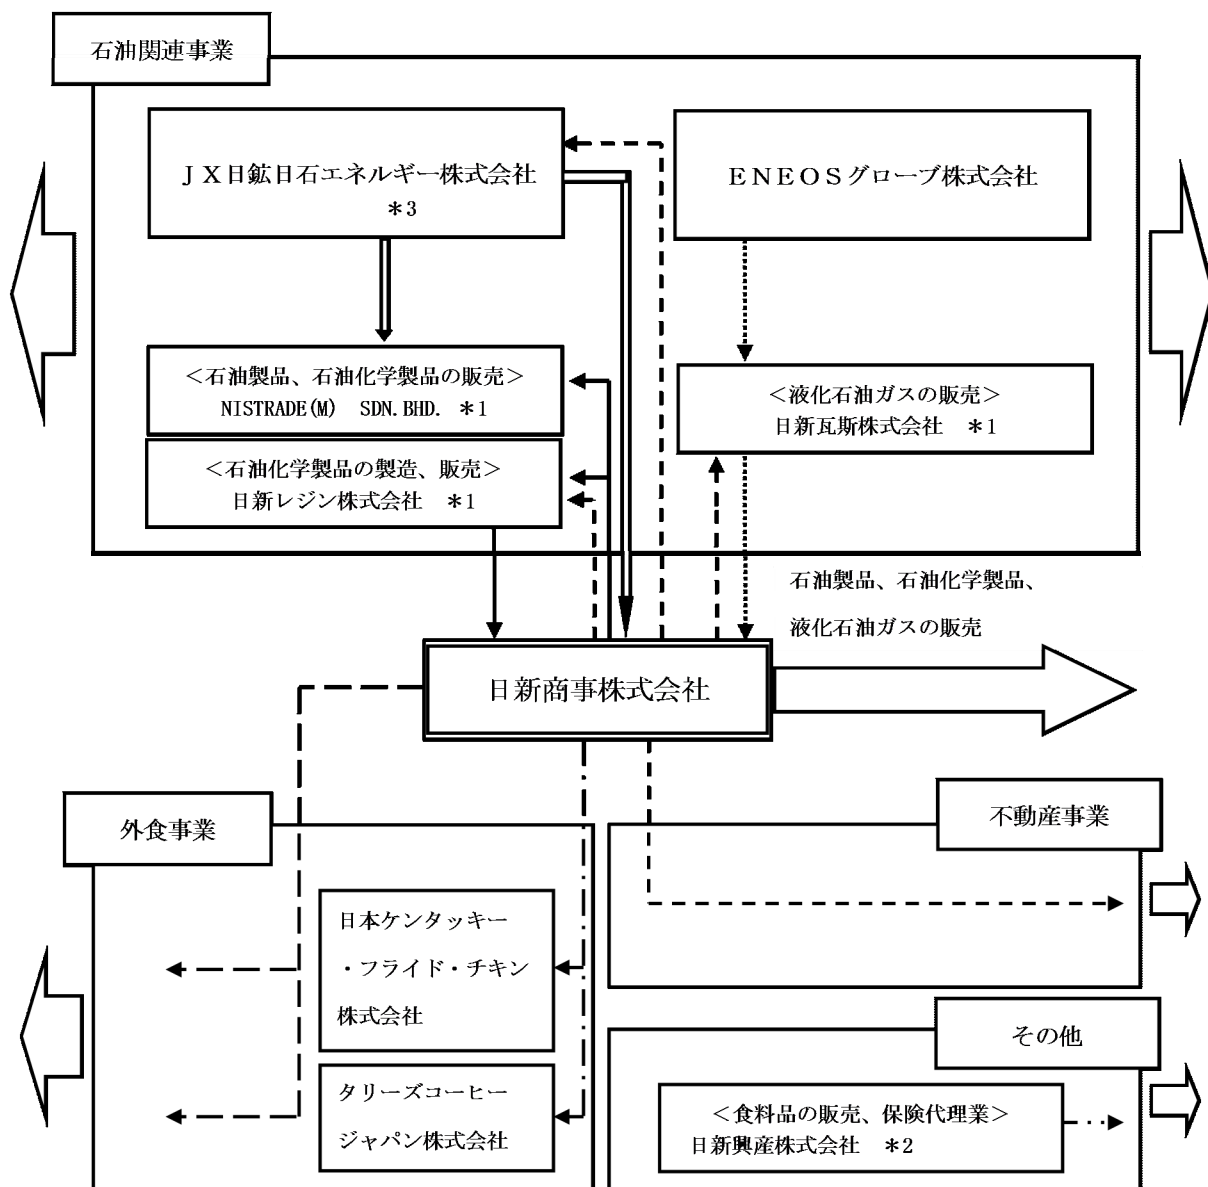 石油関連事業
ＪＸ日鉱日石エネルギー株式会社
＊3
ＥＮＥＯＳグローブ株式会社
＜石油製品、石油化学製品の販売＞
NISTRADE(M) SDN.BHD. ＊1
＜石油化学製品の製造、販売＞
日新レジン株式会社 ＊1
＜液化石油ガスの販売＞
日新瓦斯株式会社 ＊1
石油製品、石油化学製品、
液化石油ガスの販売
日新商事株式会社
外食事業
日本ケンタッキー
・フライド・チキン
株式会社
タリーズコーヒー
ジャパン株式会社
不動産事業
その他
＜食料品の販売、保険代理業＞
日新興産株式会社 ＊2